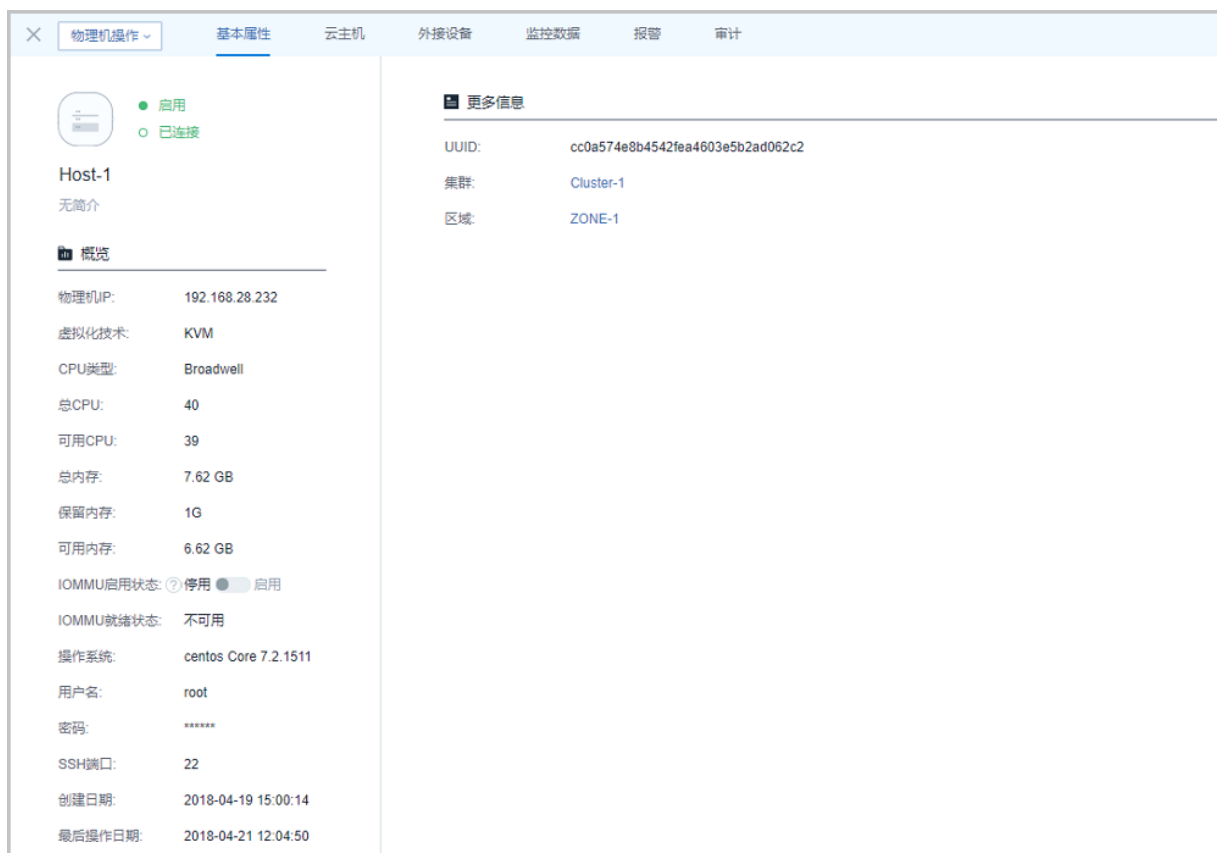 物理机操作 基本属性 云主机 外接设备 监控数据 报警 审计
启用
已连接
Host-1
无简介
概览
物理机IP: 192.168.28.232
虚拟化技术: KVM
CPU类型: Broadwell
总CPU: 40
可用CPU: 39
总内存: 7.62 GB
保留内存: 1G
可用内存: 6.62 GB
IOMMU启用状态: ? 停用 启用
IOMMU就绪状态: 不可用
操作系统: centos Core 7.2.1511
用户名: root
密码: ******
SSH端口: 22
创建日期: 2018-04-19 15:00:14
最后操作日期: 2018-04-21 12:04:50
更多信息
UUID: cc0a574e8b4542fea4603e5b2ad062c2
集群: Cluster-1
区域: ZONE-1